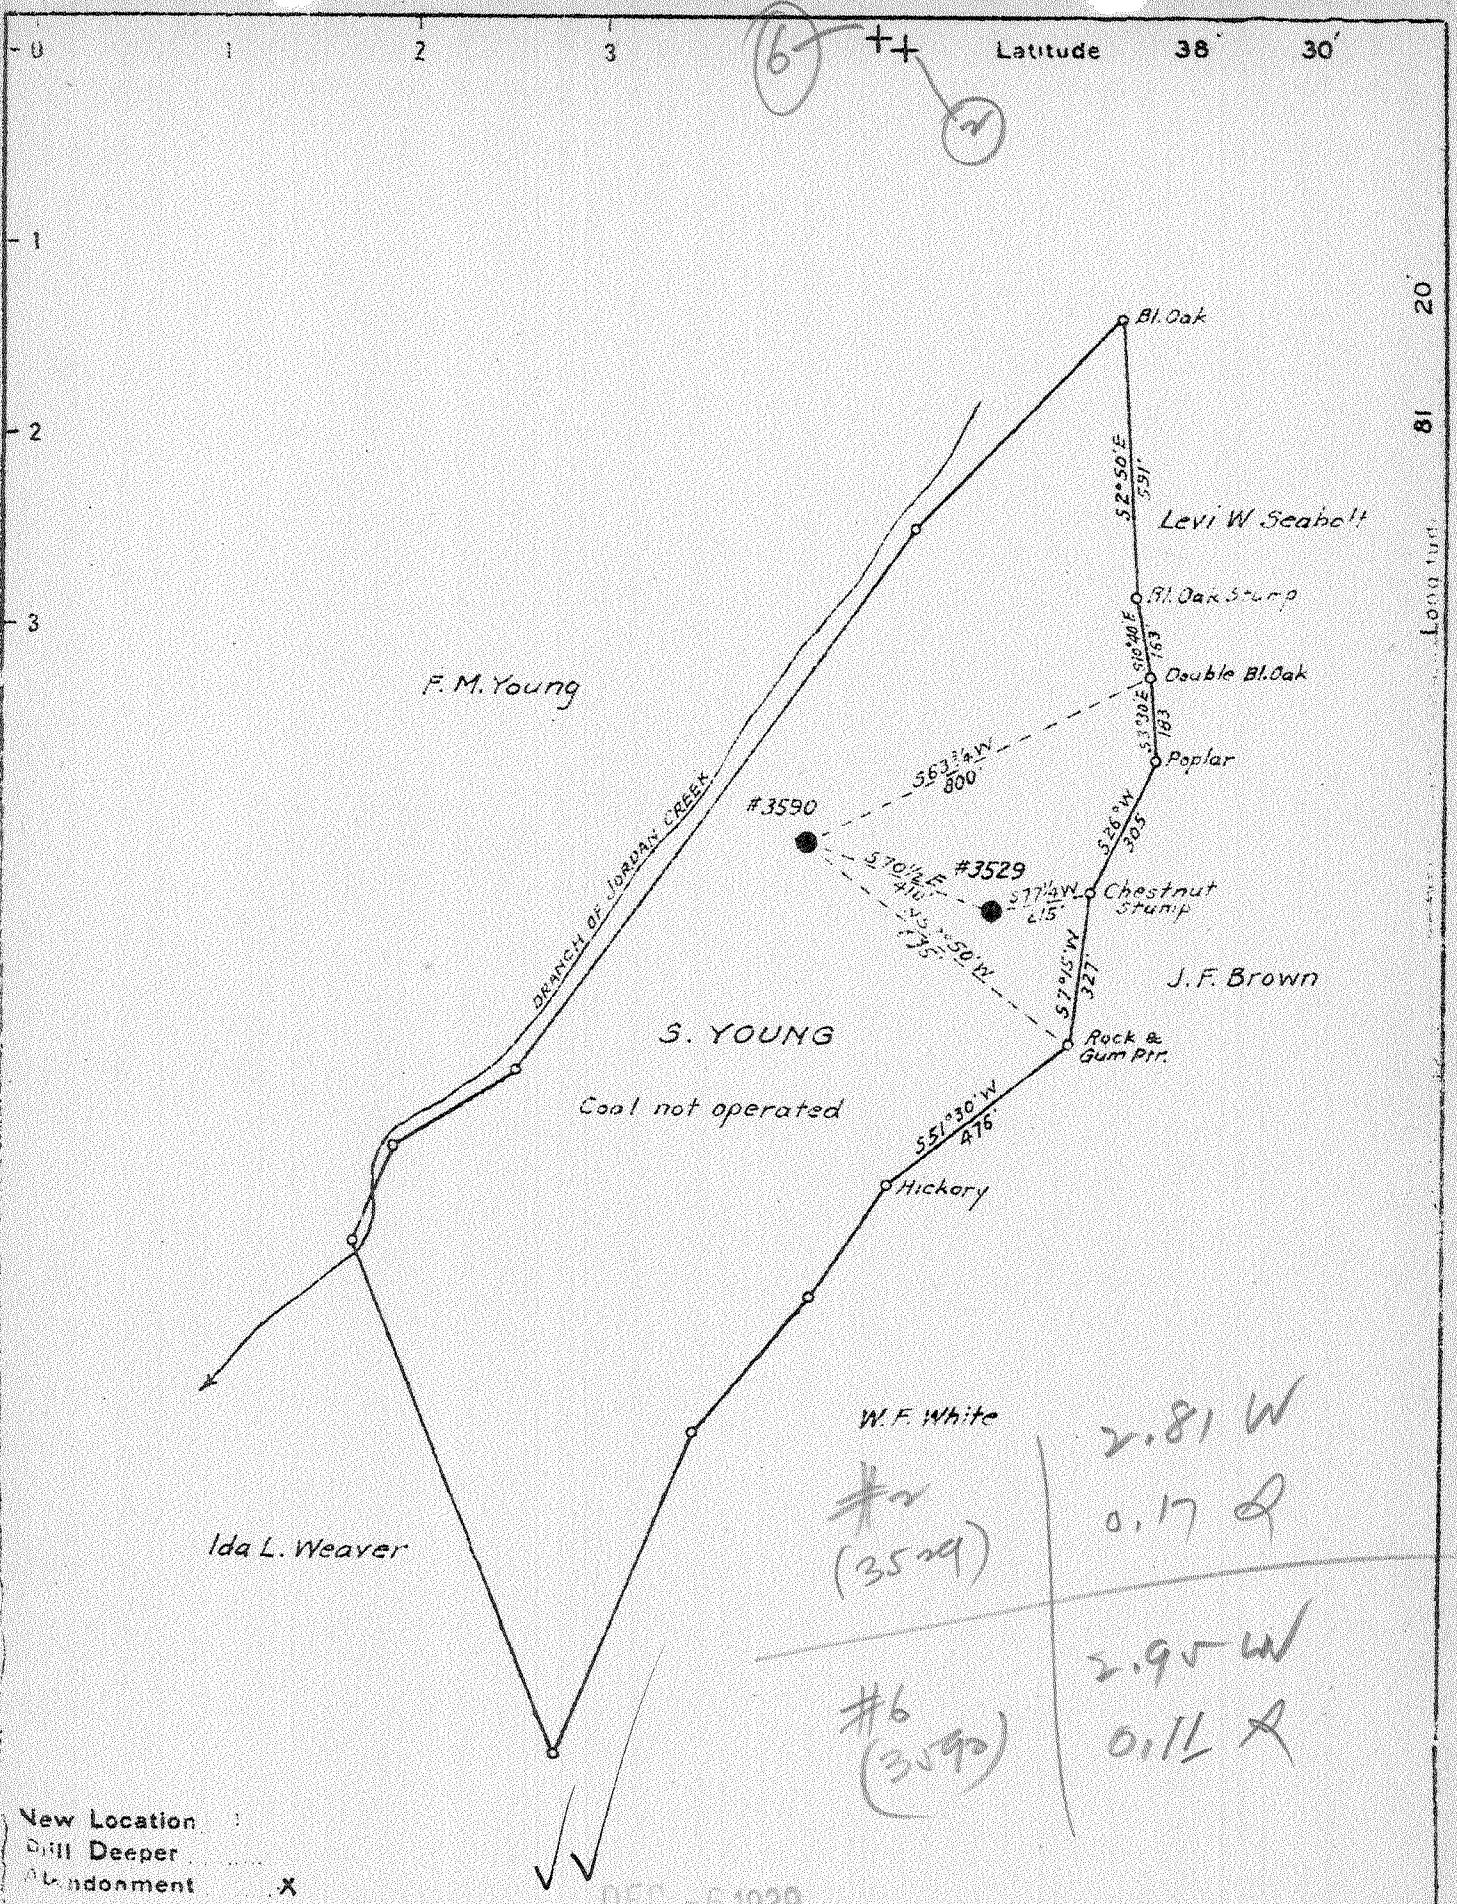 0 1 2 3
6
Latitude 38° 30'
2
1
20'
Bl. Oak
2
81
S2°50'E
591'
Levi W Seabolt
Bl. Oak Stump
3
S10°40'E
163'
Double Bl. Oak
F. M. Young
S3°30'E
183
Poplar
S63¾W
800'
BRANCH OF JORDAN CREEK
#3590
S26°W
305
S70½E
410'
#3529
S77¼W
215'
Chestnut
Stump
50'W
S7°15'W
327'
J. F. Brown
S. YOUNG
Rock &
Gum Ptr.
Coal not operated
S51°30'W
476'
Hickory
W. F. White
#2
(3529)
2.81 W
0.17 S
Ida L. Weaver
#6
(3590)
2.95 W
0.11 S
New Location
Drill Deeper
Abandonment X